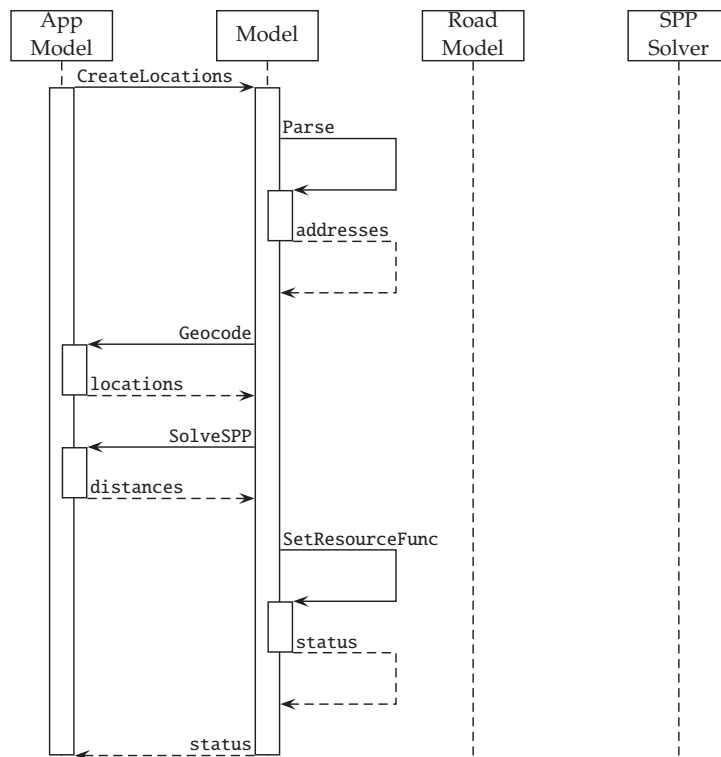 App
Model
Model
Road
Model
SPP
Solver
CreateLocations
Parse
addresses
Geocode
locations
SolveSPP
distances
SetResourceFunc
status
status